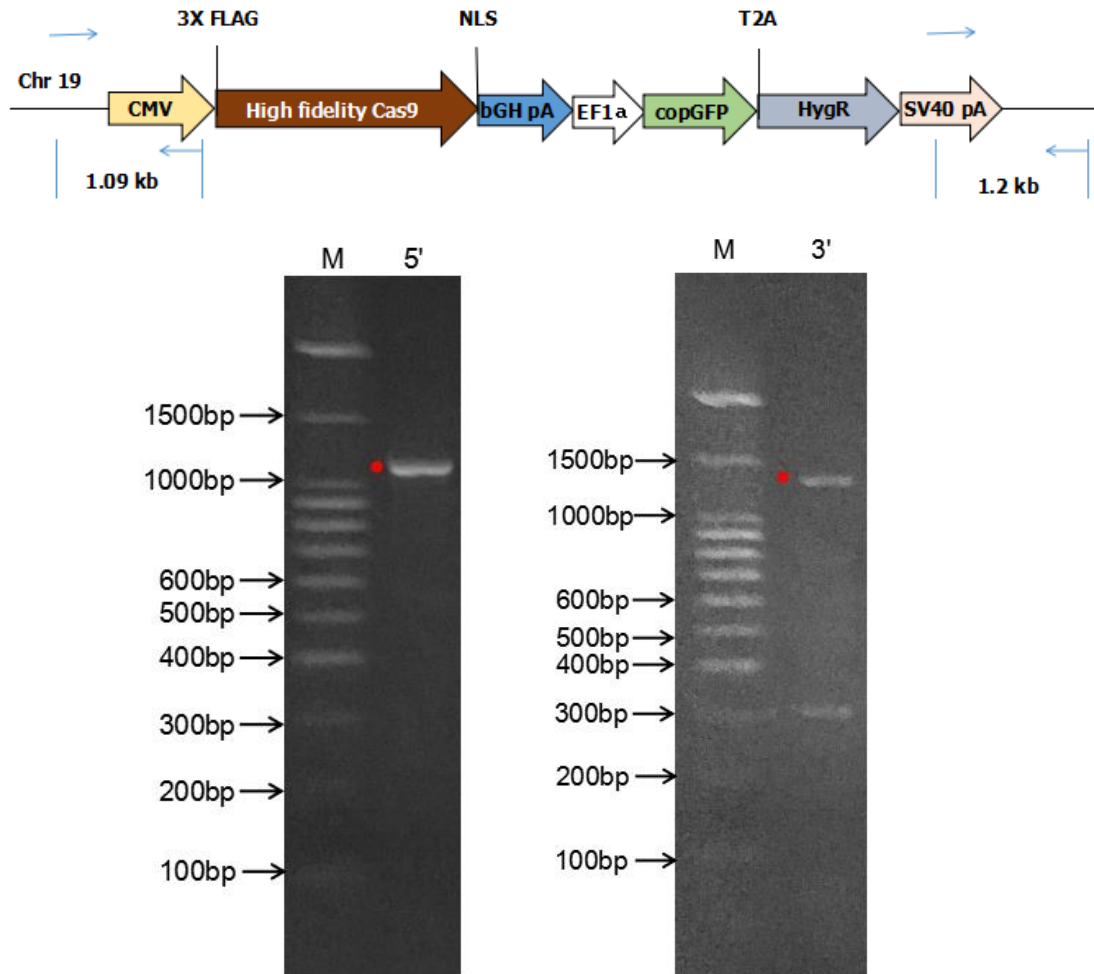 3X FLAG NLS T2A
Chr 19
CMV High fidelity Cas9 bGH pA EF1a copGFP HygR SV40 pA
1.09 kb 1.2 kb
M 5'
1500bp
1000bp
600bp
500bp
400bp
300bp
200bp
100bp
M 3'
1500bp
1000bp
600bp
500bp
400bp
300bp
200bp
100bp